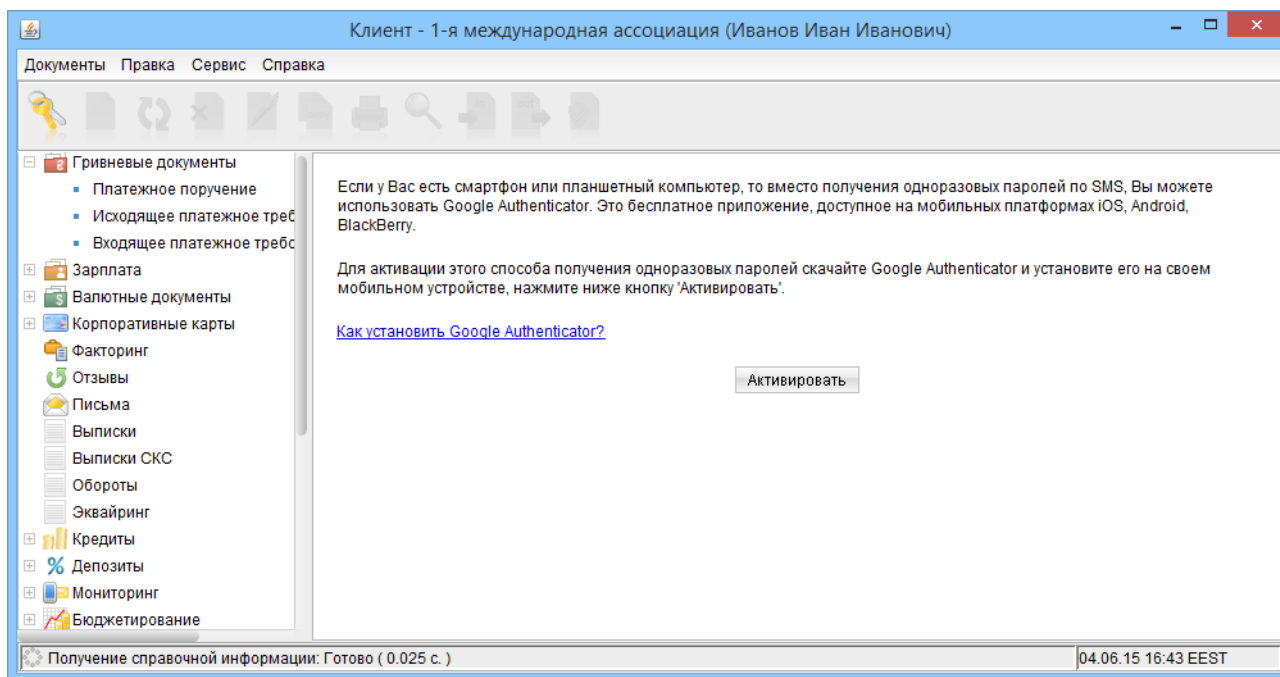 Клиент - 1-я международная ассоциация (Иванов Иван Иванович)
Документы Правка Сервис Справка
Гривневые документы
Платежное поручение
Исходящее платежное треб
Входящее платежное требо
Зарплата
Валютные документы
Корпоративные карты
Факторинг
Отзывы
Письма
Выписки
Выписки СКС
Обороты
Эквайринг
Кредиты
Депозиты
Мониторинг
Бюджетирование
Если у Вас есть смартфон или планшетный компьютер, то вместо получения одноразовых паролей по SMS, Вы можете
использовать Google Authenticator. Это бесплатное приложение, доступное на мобильных платформах iOS, Android,
BlackBerry.
Для активации этого способа получения одноразовых паролей скачайте Google Authenticator и установите его на своем
мобильном устройстве, нажмите ниже кнопку 'Активировать'.
Как установить Google Authenticator?
Активировать
Получение справочной информации: Готово ( 0.025 с. )
04.06.15 16:43 EEST